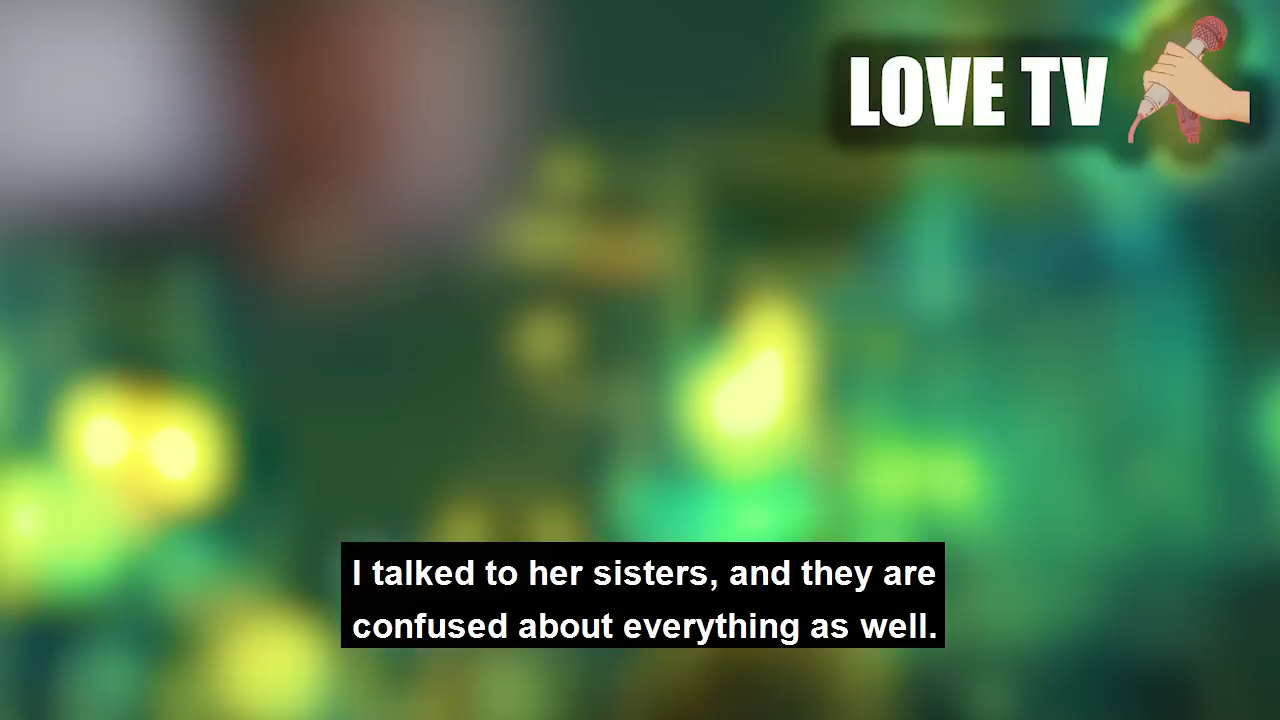 LOVE TV
I talked to her sisters, and they are
confused about everything as well.